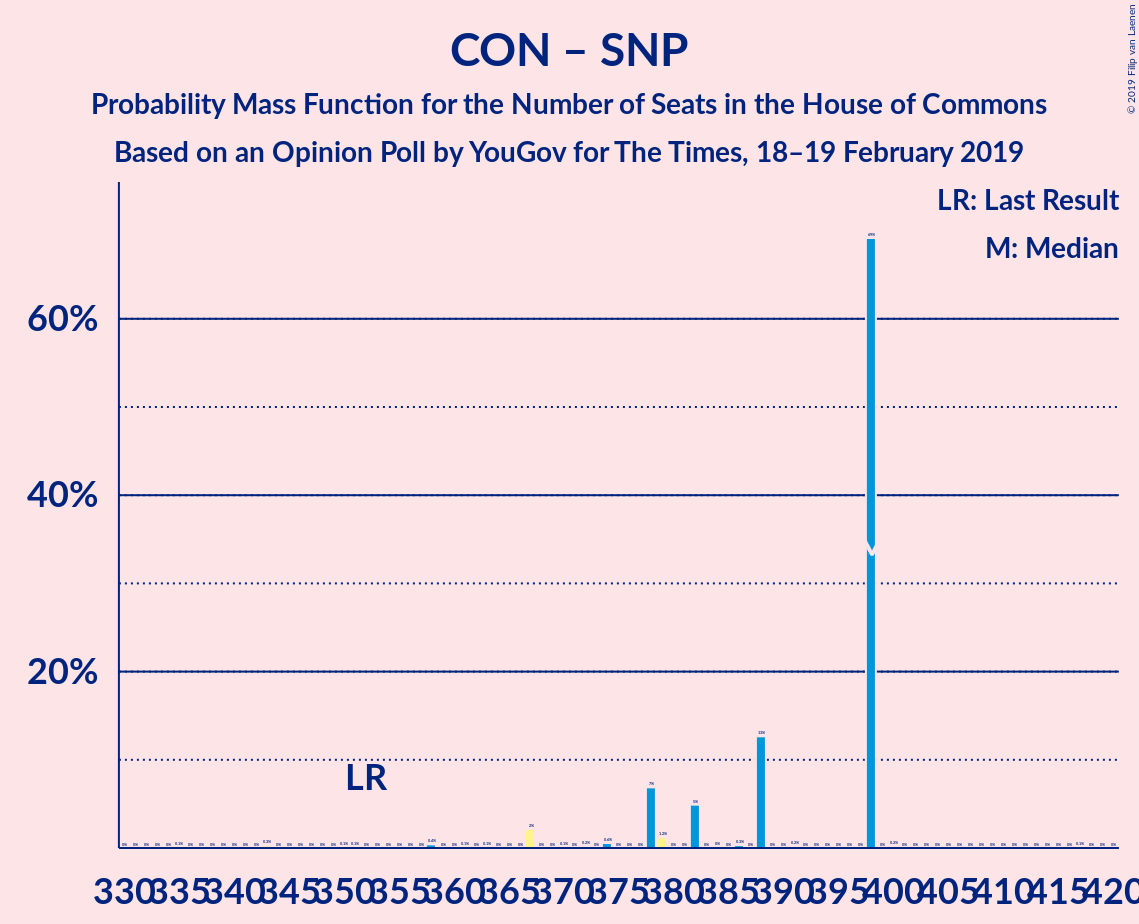 © 2019 Filip van Laenen
CON – SNP
Probability Mass Function for the Number of Seats in the House of Commons
Based on an Opinion Poll by YouGov for The Times, 18–19 February 2019
LR: Last Result
M: Median
60%
40%
20%
LR
M
330 335 340 345 350 355 360 365 370 375 380 385 390 395 400 405 410 415 420